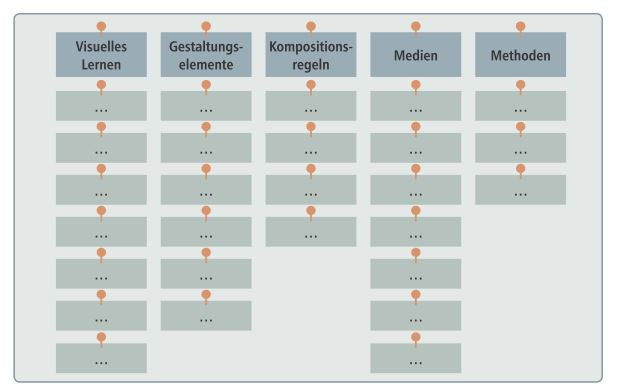 Visuelles
Lernen
Gestaltungs-
elemente
Kompositions-
regeln
Medien
Methoden
... ... ... ... ...
... ... ... ... ...
... ... ... ... ...
... ... ... ...
... ... ...
... ... ...
... ...